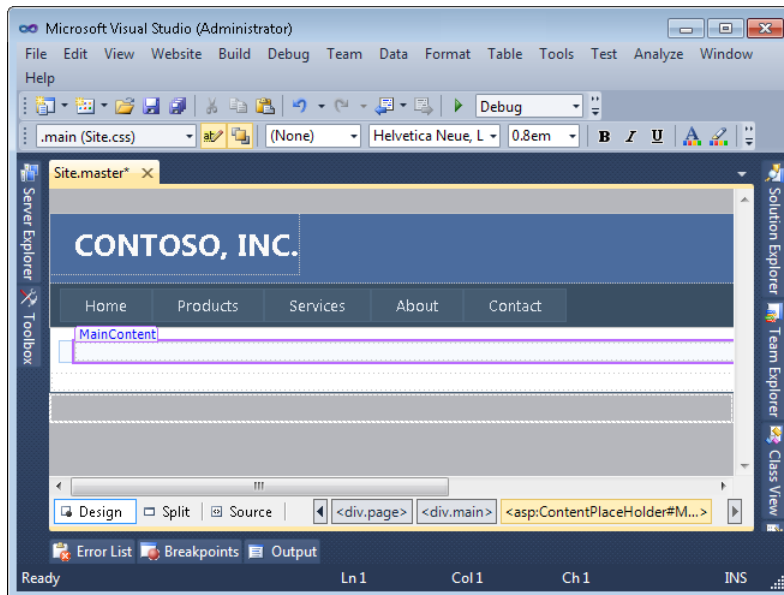 Microsoft Visual Studio (Administrator)
File Edit View Website Build Debug Team Data Format Table Tools Test Analyze Window
Help
Debug
.main (Site.css) ab (None) Helvetica Neue, L 0.8em B I U A
Site.master*
Server Explorer
Toolbox
Solution Explorer
Team Explorer
Class View
CONTOSO, INC.
Home Products Services About Contact
MainContent
Design Split Source <div.page> <div.main> <asp:ContentPlaceHolder#M...>
Error List Breakpoints Output
Ready Ln 1 Col 1 Ch 1 INS